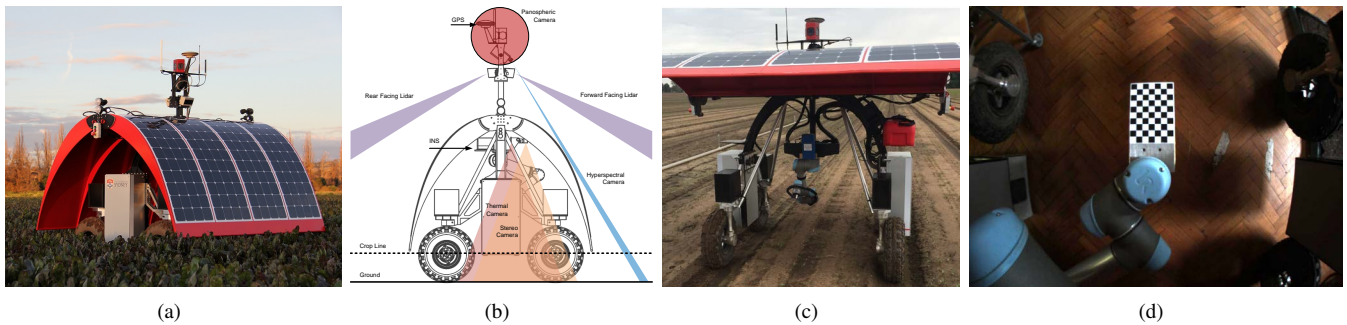 GPS
Panospheric
Camera
Rear Facing Lidar
Forward Facing Lidar
INS
Hyperspectral
Camera
Thermal
Camera
Stereo
Camera
Crop Line
Ground
(a)
(b)
(c)
(d)